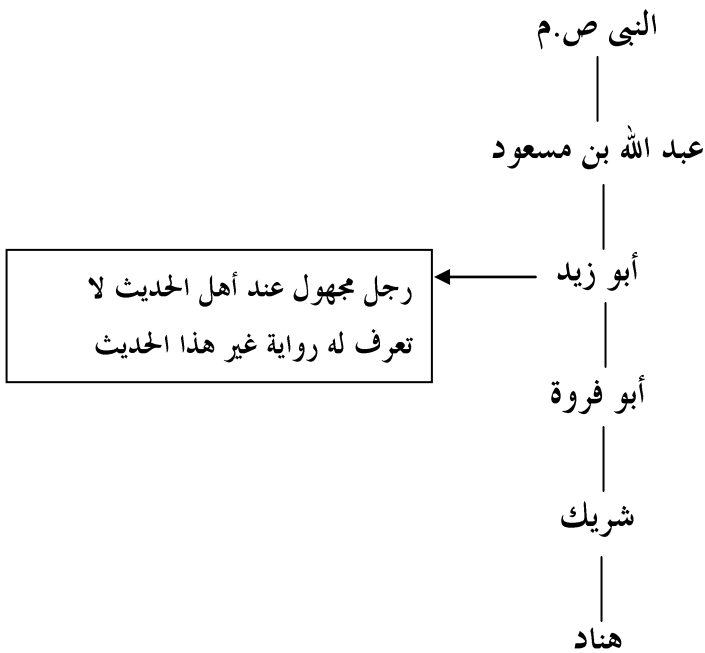 النبى ص.م
عبد الله بن مسعود
أبو زيد
رجل مجهول عند أهل الحديث لا
تعرف له رواية غير هذا الحديث
أبو فروة
شريك
هناد